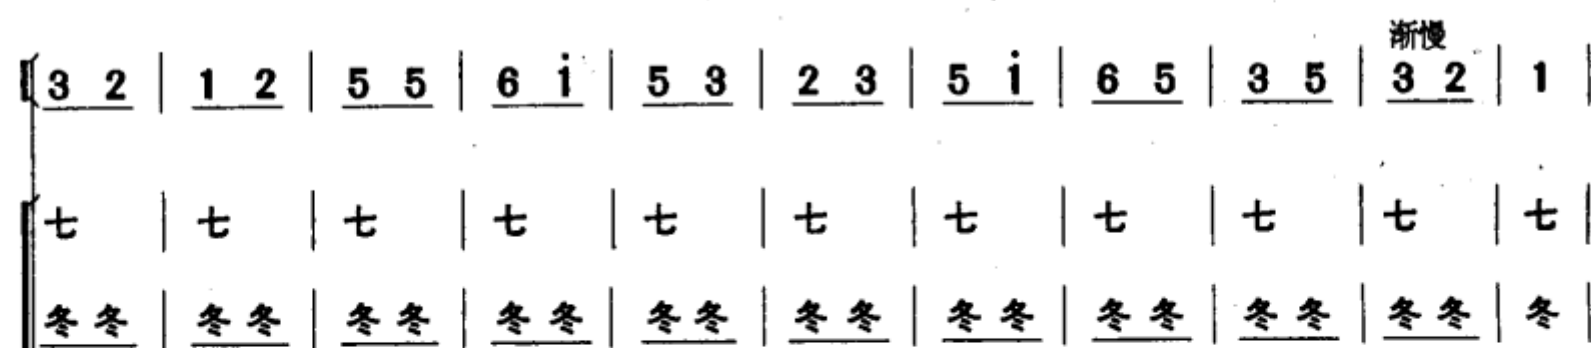 渐慢
3 2 | 1 2 | 5 5 | 6 i | 5 3 | 2 3 | 5 i | 6 5 | 3 5 | 3 2 | 1 |
七 | 七 | 七 | 七 | 七 | 七 | 七 | 七 | 七 | 七 | 七 |
冬冬 | 冬冬 | 冬冬 | 冬冬 | 冬冬 | 冬冬 | 冬冬 | 冬冬 | 冬冬 | 冬冬 | 冬 |